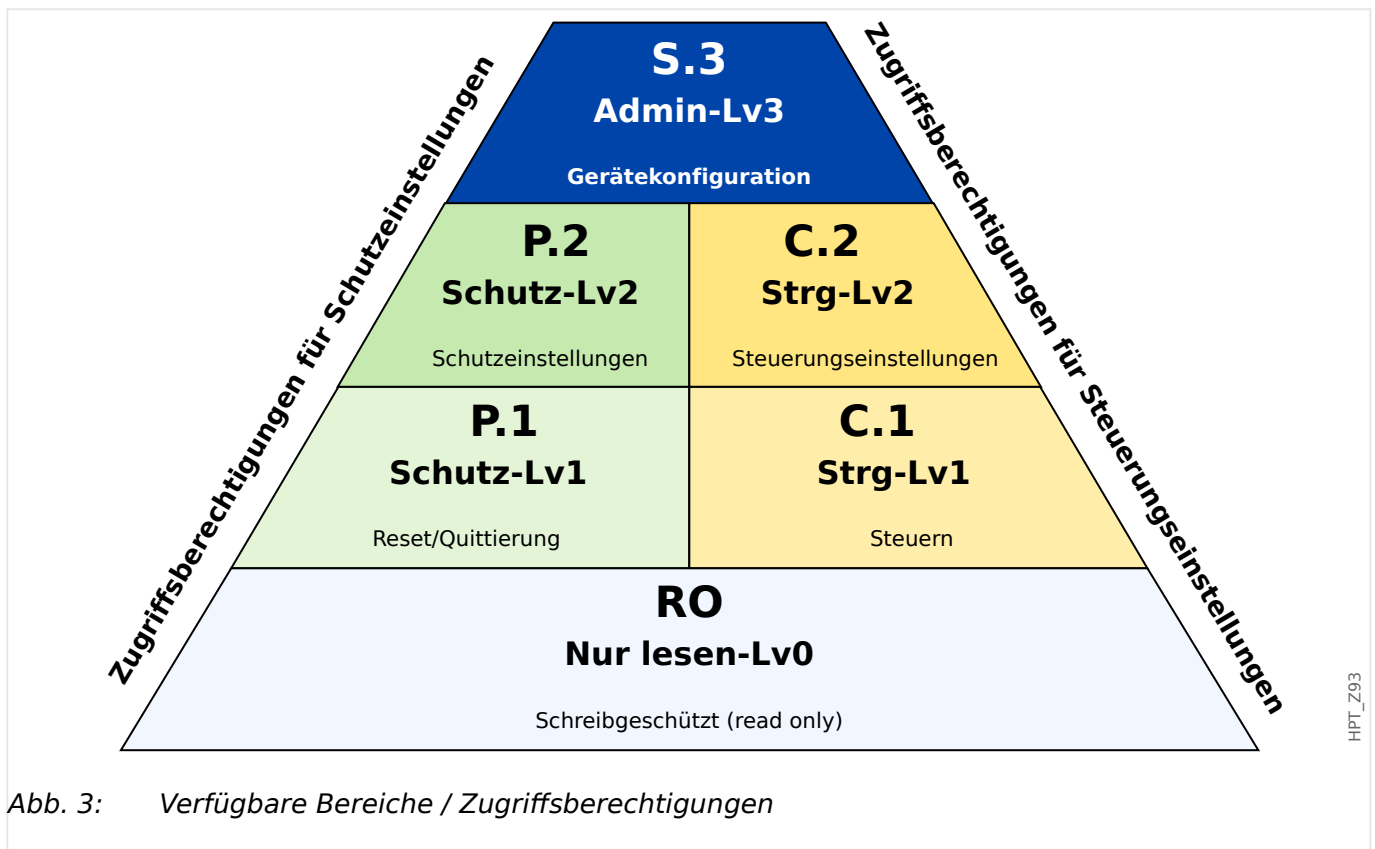 Zugriffsberechtigungen für Schutzeinstellungen
Zugriffsberechtigungen für Steuerungseinstellungen
S.3
Admin-Lv3
Gerätekonfiguration
P.2
Schutz-Lv2
Schutzeinstellungen
C.2
Strg-Lv2
Steuerungseinstellungen
P.1
Schutz-Lv1
Reset/Quittierung
C.1
Strg-Lv1
Steuern
RO
Nur lesen-Lv0
Schreibgeschützt (read only)
HPT_Z93
Abb. 3: Verfügbare Bereiche / Zugriffsberechtigungen